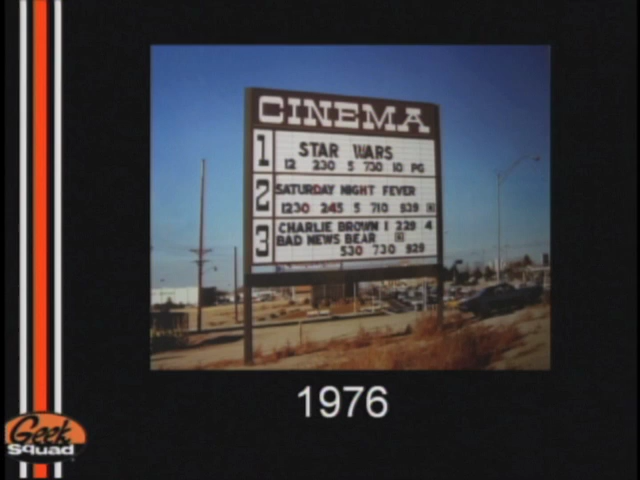 CINEMA
1 STAR WARS
12 230 5 730 10 PG
2 SATURDAY NIGHT FEVER
1230 245 5 710 939 R
3 CHARLIE BROWN 1 229 4
BAD NEWS BEAR
530 730 929
1976
Geek
SQUAD